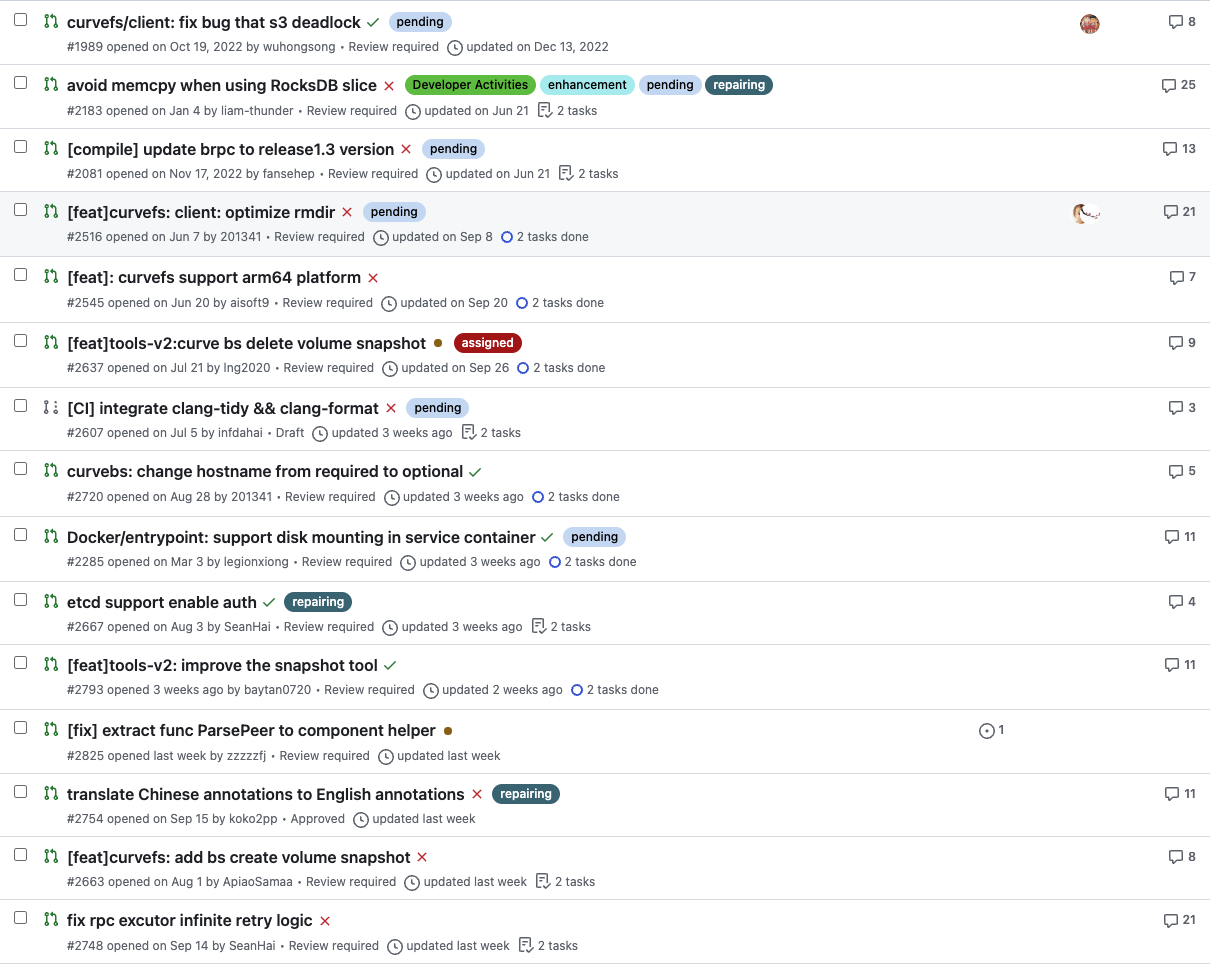 curvefs/client: fix bug that s3 deadlock pending 8
#1989 opened on Oct 19, 2022 by wuhongsong • Review required updated on Dec 13, 2022
avoid memcpy when using RocksDB slice Developer Activities enhancement pending repairing 25
#2183 opened on Jan 4 by liam-thunder • Review required updated on Jun 21 2 tasks
[compile] update brpc to release1.3 version pending 13
#2081 opened on Nov 17, 2022 by fansehep • Review required updated on Jun 21 2 tasks
[feat]curvefs: client: optimize rmdir pending 21
#2516 opened on Jun 7 by 201341 • Review required updated on Sep 8 2 tasks done
[feat]: curvefs support arm64 platform 7
#2545 opened on Jun 20 by aisoft9 • Review required updated on Sep 20 2 tasks done
[feat]tools-v2:curve bs delete volume snapshot assigned 9
#2637 opened on Jul 21 by lng2020 • Review required updated on Sep 26 2 tasks done
[CI] integrate clang-tidy && clang-format pending 3
#2607 opened on Jul 5 by infdahai • Draft updated 3 weeks ago 2 tasks
curvebs: change hostname from required to optional 5
#2720 opened on Aug 28 by 201341 • Review required updated 3 weeks ago 2 tasks done
Docker/entrypoint: support disk mounting in service container pending 11
#2285 opened on Mar 3 by legionxiong • Review required updated 3 weeks ago 2 tasks done
etcd support enable auth repairing 4
#2667 opened on Aug 3 by SeanHai • Review required updated 3 weeks ago 2 tasks
[feat]tools-v2: improve the snapshot tool 11
#2793 opened 3 weeks ago by baytan0720 • Review required updated 2 weeks ago 2 tasks done
[fix] extract func ParsePeer to component helper 1
#2825 opened last week by zzzzzfj • Review required updated last week
translate Chinese annotations to English annotations repairing 11
#2754 opened on Sep 15 by koko2pp • Approved updated last week
[feat]curvefs: add bs create volume snapshot 8
#2663 opened on Aug 1 by ApiaoSamaa • Review required updated last week 2 tasks
fix rpc excutor infinite retry logic 21
#2748 opened on Sep 14 by SeanHai • Review required updated last week 2 tasks